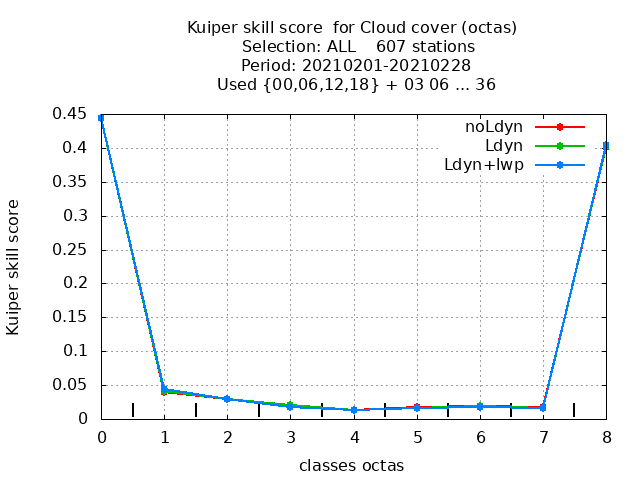 Kuiper skill score  for Cloud cover (octas)
Selection: ALL    607 stations
Period: 20210201-20210228
Used {00,06,12,18} + 03 06 ... 36
noLdyn
Ldyn
Ldyn+lwp
0.45
0.4
0.35
0.3
0.25
0.2
0.15
0.1
0.05
0
Kuiper skill score
0 1 2 3 4 5 6 7 8
classes octas